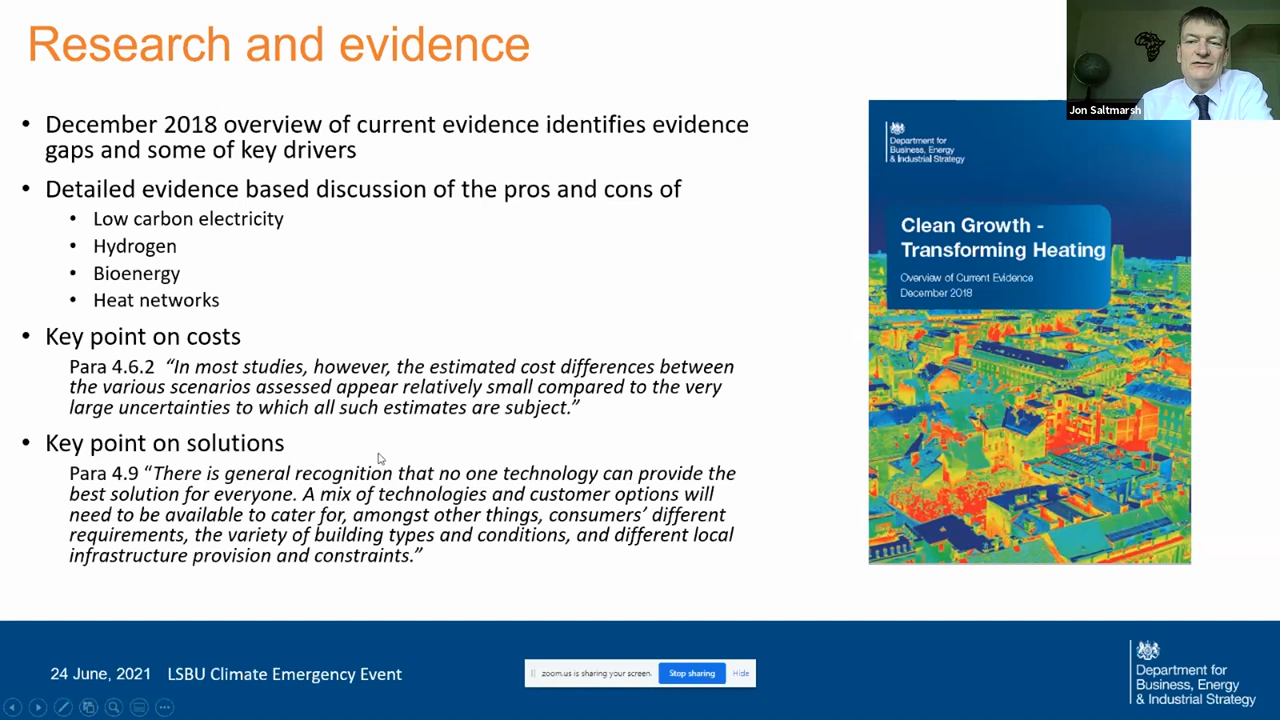 Research and evidence
Jon Saltmarsh
• December 2018 overview of current evidence identifies evidence
gaps and some of key drivers
• Detailed evidence based discussion of the pros and cons of
• Low carbon electricity
• Hydrogen
• Bioenergy
• Heat networks
• Key point on costs
Para 4.6.2 “In most studies, however, the estimated cost differences between
the various scenarios assessed appear relatively small compared to the very
large uncertainties to which all such estimates are subject.”
• Key point on solutions
Para 4.9 “There is general recognition that no one technology can provide the
best solution for everyone. A mix of technologies and customer options will
need to be available to cater for, amongst other things, consumers’ different
requirements, the variety of building types and conditions, and different local
infrastructure provision and constraints.”
Department for
Business, Energy
& Industrial Strategy
Clean Growth -
Transforming Heating
Overview of Current Evidence
December 2018
24 June, 2021 LSBU Climate Emergency Event
zoom.us is sharing your screen. Stop sharing Hide
Department for
Business, Energy
& Industrial Strategy